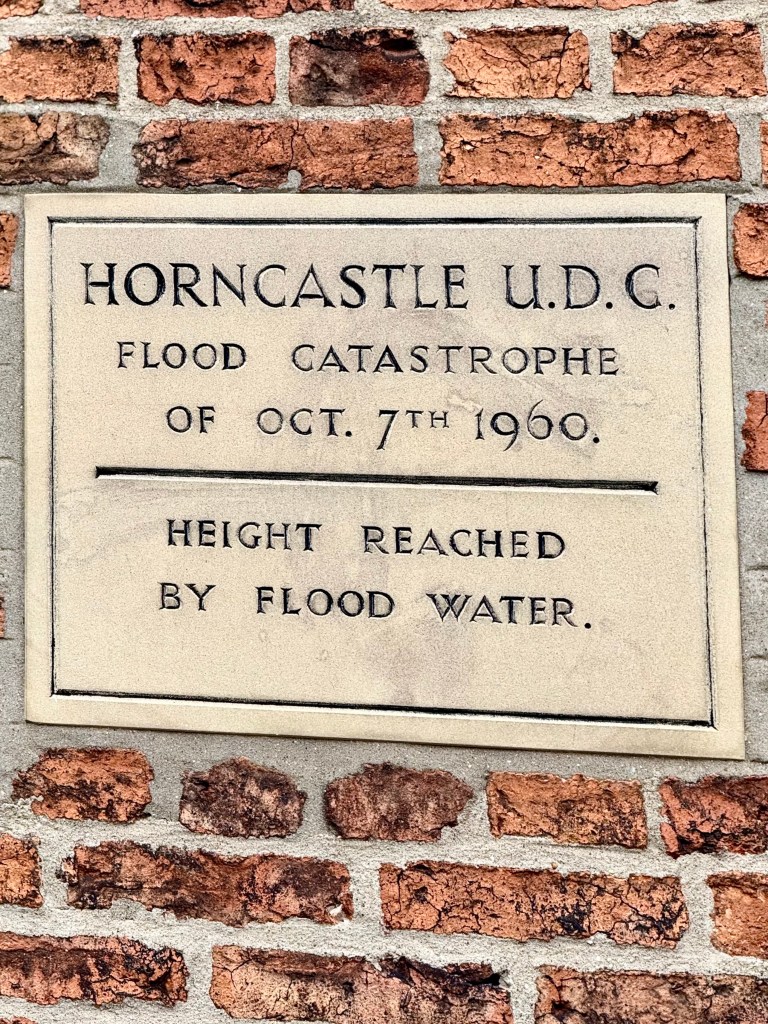 HORNCASTLE U.D.C.
FLOOD CATASTROPHE
OF OCT. 7TH 1960.
HEIGHT REACHED
BY FLOOD WATER.